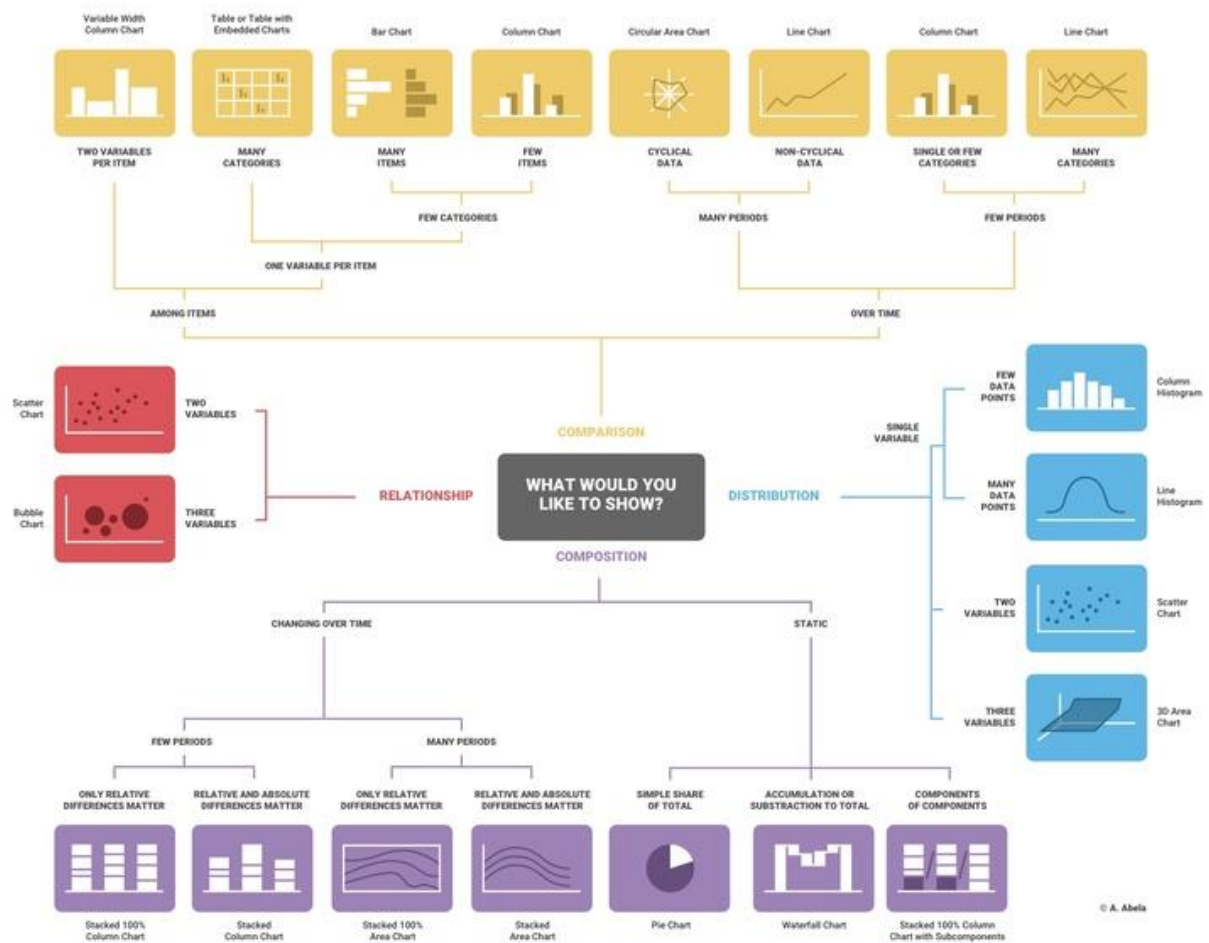 Variable Width
Column Chart
Table or Table with
Embedded Charts
Bar Chart
Column Chart
Circular Area Chart
Line Chart
Column Chart
Line Chart
TWO VARIABLES
PER ITEM
MANY
CATEGORIES
MANY
ITEMS
FEW
ITEMS
CYCLICAL
DATA
NON-CYCLICAL
DATA
SINGLE OR FEW
CATEGORIES
MANY
CATEGORIES
FEW CATEGORIES
MANY PERIODS
FEW PERIODS
ONE VARIABLE PER ITEM
AMONG ITEMS
OVER TIME
COMPARISON
WHAT WOULD YOU
LIKE TO SHOW?
RELATIONSHIP
TWO
VARIABLES
Scatter
Chart
THREE
VARIABLES
Bubble
Chart
DISTRIBUTION
SINGLE
VARIABLE
FEW
DATA
POINTS
Column
Histogram
MANY
DATA
POINTS
Line
Histogram
TWO
VARIABLES
Scatter
Chart
THREE
VARIABLES
3D Area
Chart
COMPOSITION
CHANGING OVER TIME
STATIC
FEW PERIODS
MANY PERIODS
ONLY RELATIVE
DIFFERENCES MATTER
RELATIVE AND ABSOLUTE
DIFFERENCES MATTER
ONLY RELATIVE
DIFFERENCES MATTER
RELATIVE AND ABSOLUTE
DIFFERENCES MATTER
SIMPLE SHARE
OF TOTAL
ACCUMULATION OR
SUBSTRACTION TO TOTAL
COMPONENTS
OF COMPONENTS
Stacked 100%
Column Chart
Stacked
Column Chart
Stacked 100%
Area Chart
Stacked
Area Chart
Pie Chart
Waterfall Chart
Stacked 100% Column
Chart with Subcomponents
© A. Abela